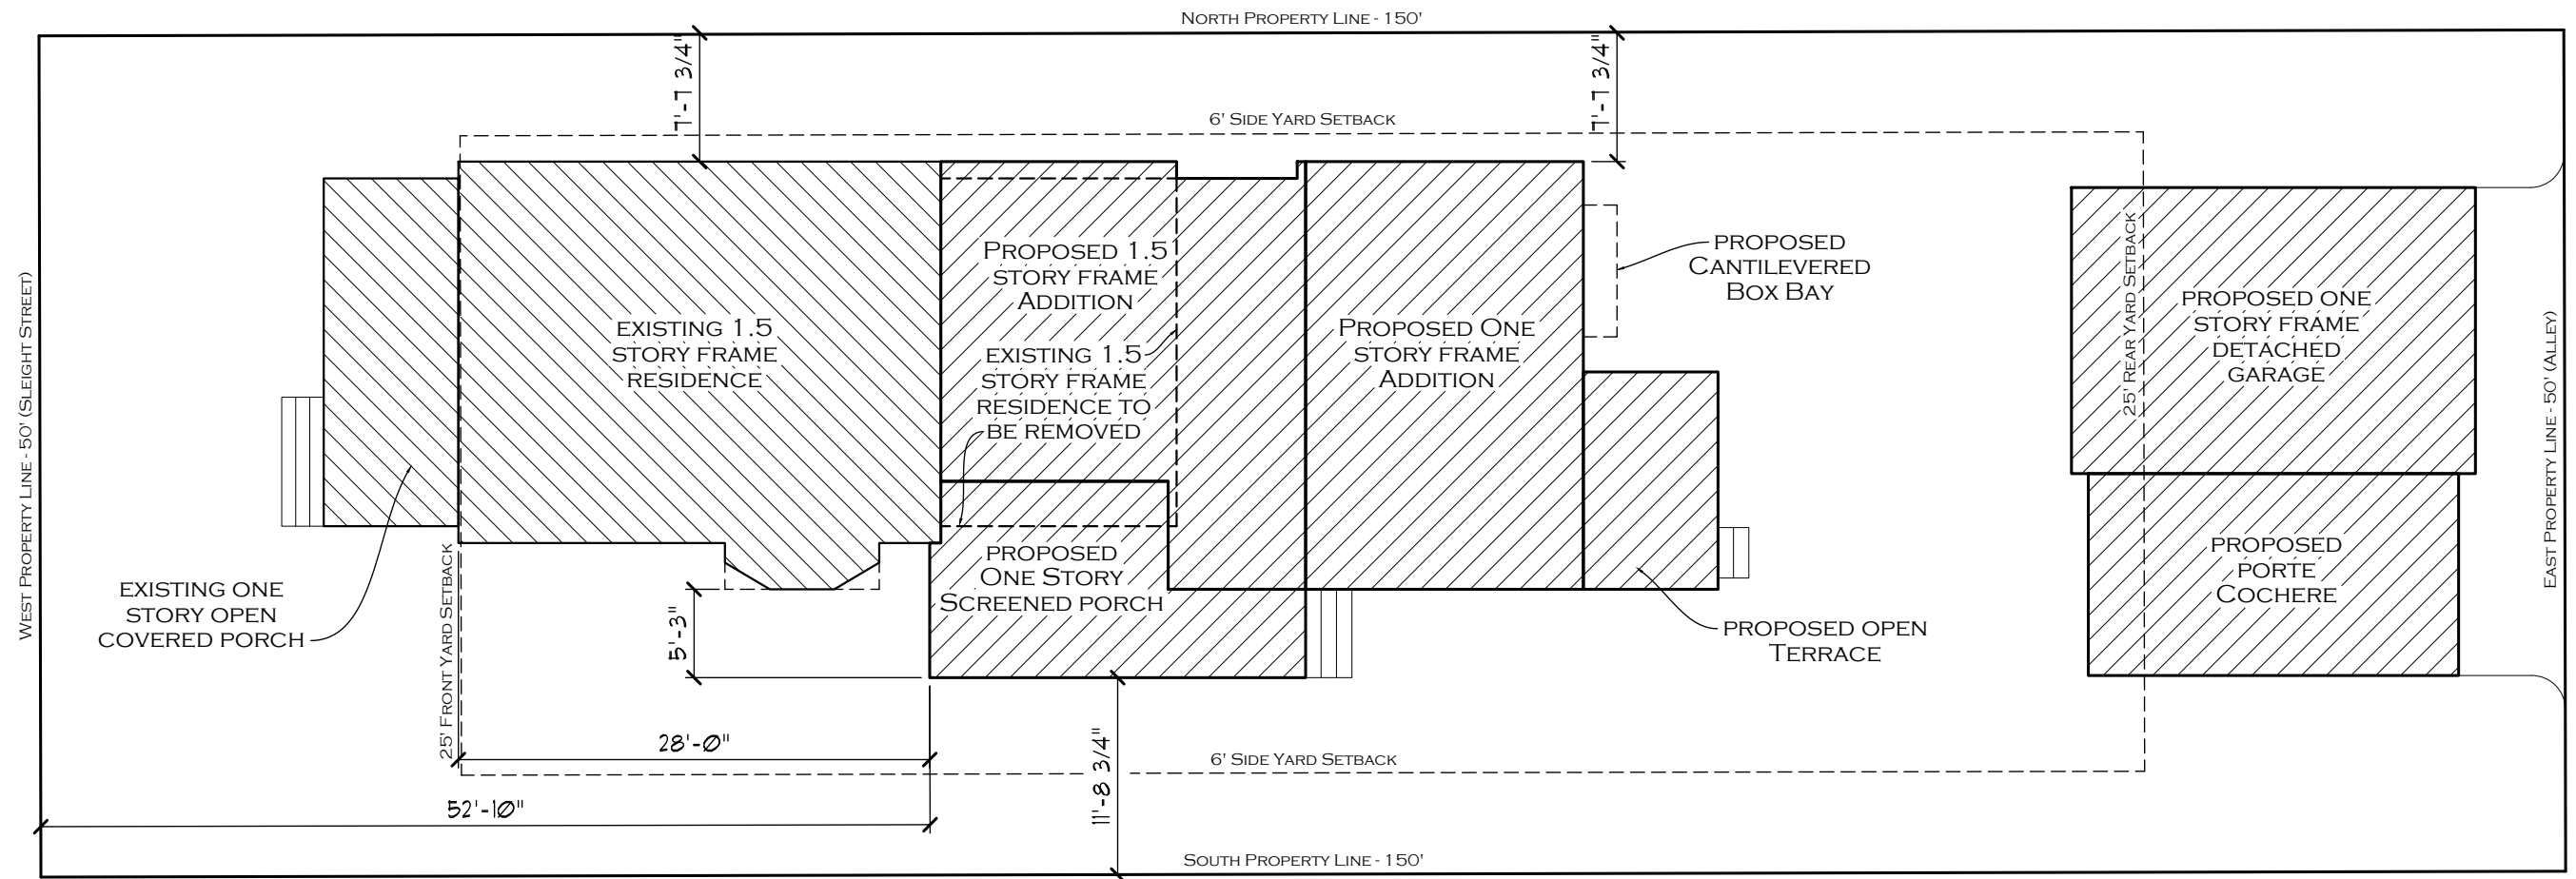 North Property Line - 150'
7'-7 3/4"
7'-7 3/4"
6' Side Yard Setback
West Property Line - 50' (Sleight Street)
existing 1.5
story frame
residence
Proposed 1.5
story frame
Addition
existing 1.5
story frame
residence to
be removed
Proposed One
story frame
Addition
proposed
Cantilevered
Box Bay
25' Rear Yard Setback
proposed one
story frame
detached
garage
East Property Line - 50' (Alley)
existing one
story open
covered porch
25' Front Yard Setback
5'-3"
proposed
One Story
Screened porch
proposed open
Terrace
proposed
porte
Cochere
28'-0"
11'-8 3/4"
6' Side Yard Setback
52'-10"
South Property Line - 150'